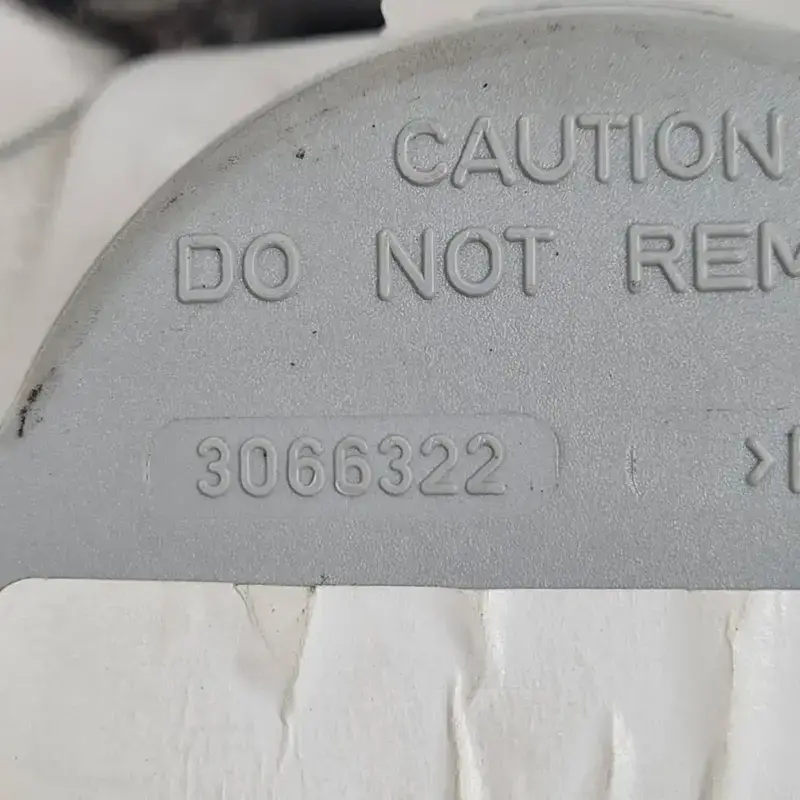 CAUTION
DO NOT REM
3066322 >